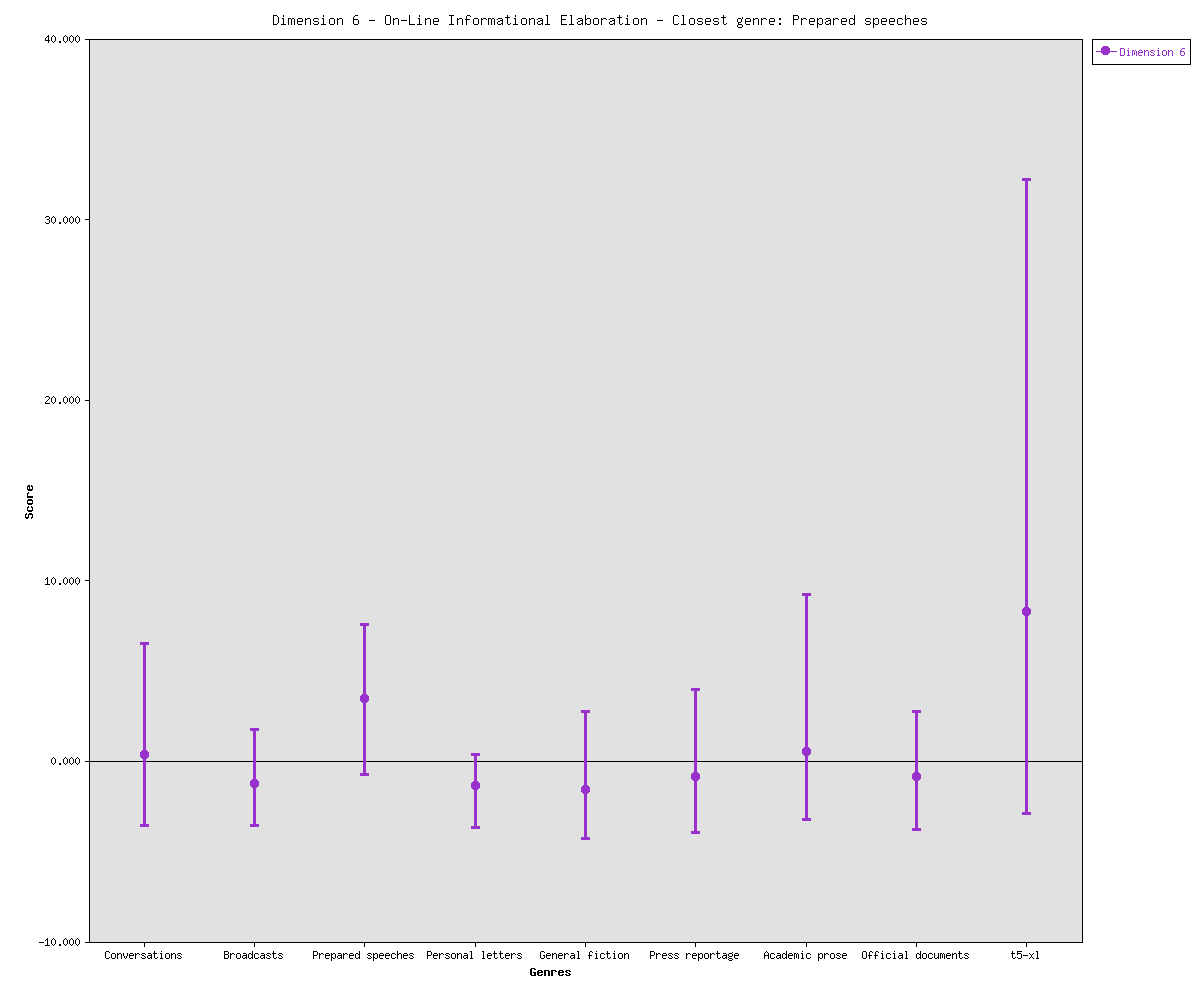 Dimension 6 - On-Line Informational Elaboration - Closest genre: Prepared speeches
Dimension 6
40.000
30.000
20.000
10.000
0.000
-10.000
Score
Conversations Broadcasts Prepared speeches Personal letters General fiction Press reportage Academic prose Official documents t5-xl
Genres